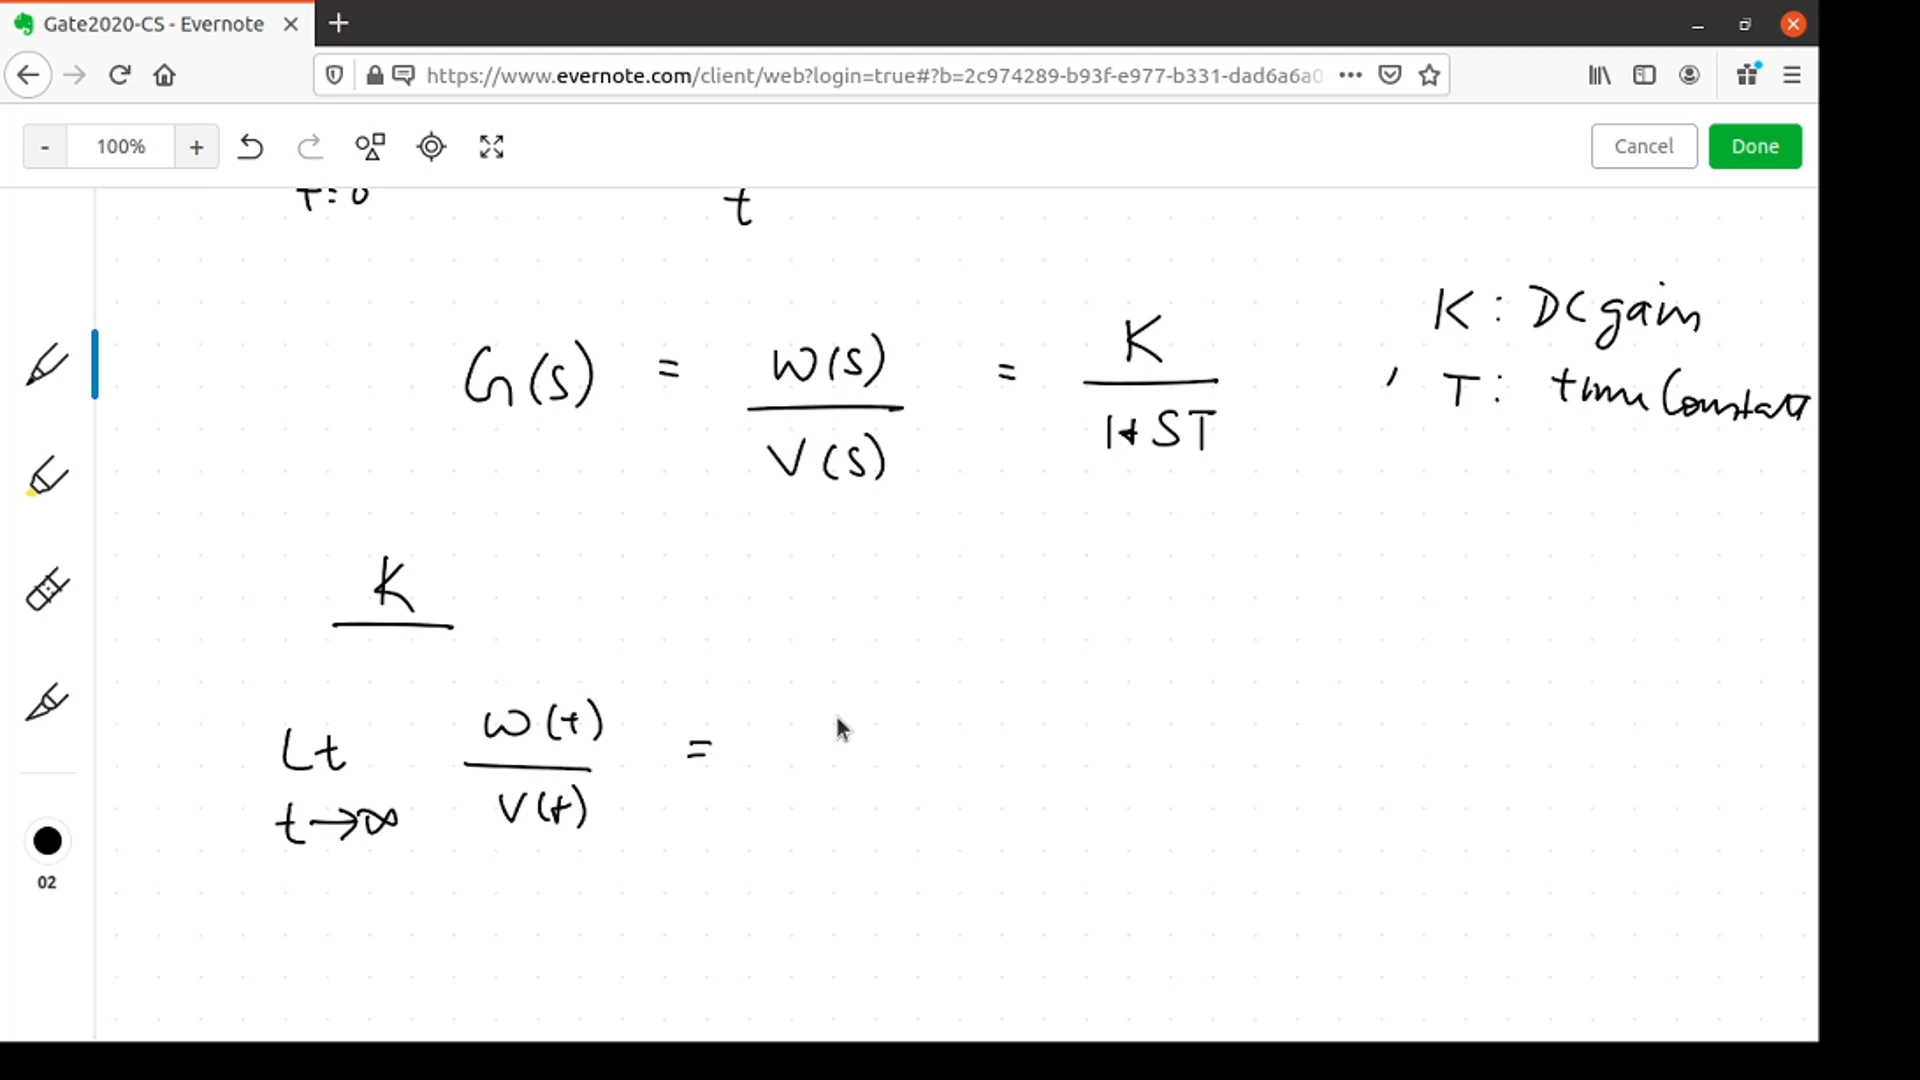 Gate2020-CS - Evernote
https://www.evernote.com/client/web?login=true#?b=2c974289-b93f-e977-b331-dad6a6a0
- 100% +
Cancel Done
T=0 t
G(s) = W(s) / V(s) = K / 1+ST , K : DC gain
T : time Constant
K
Lt t→∞ ω(t) / v(t) =
02